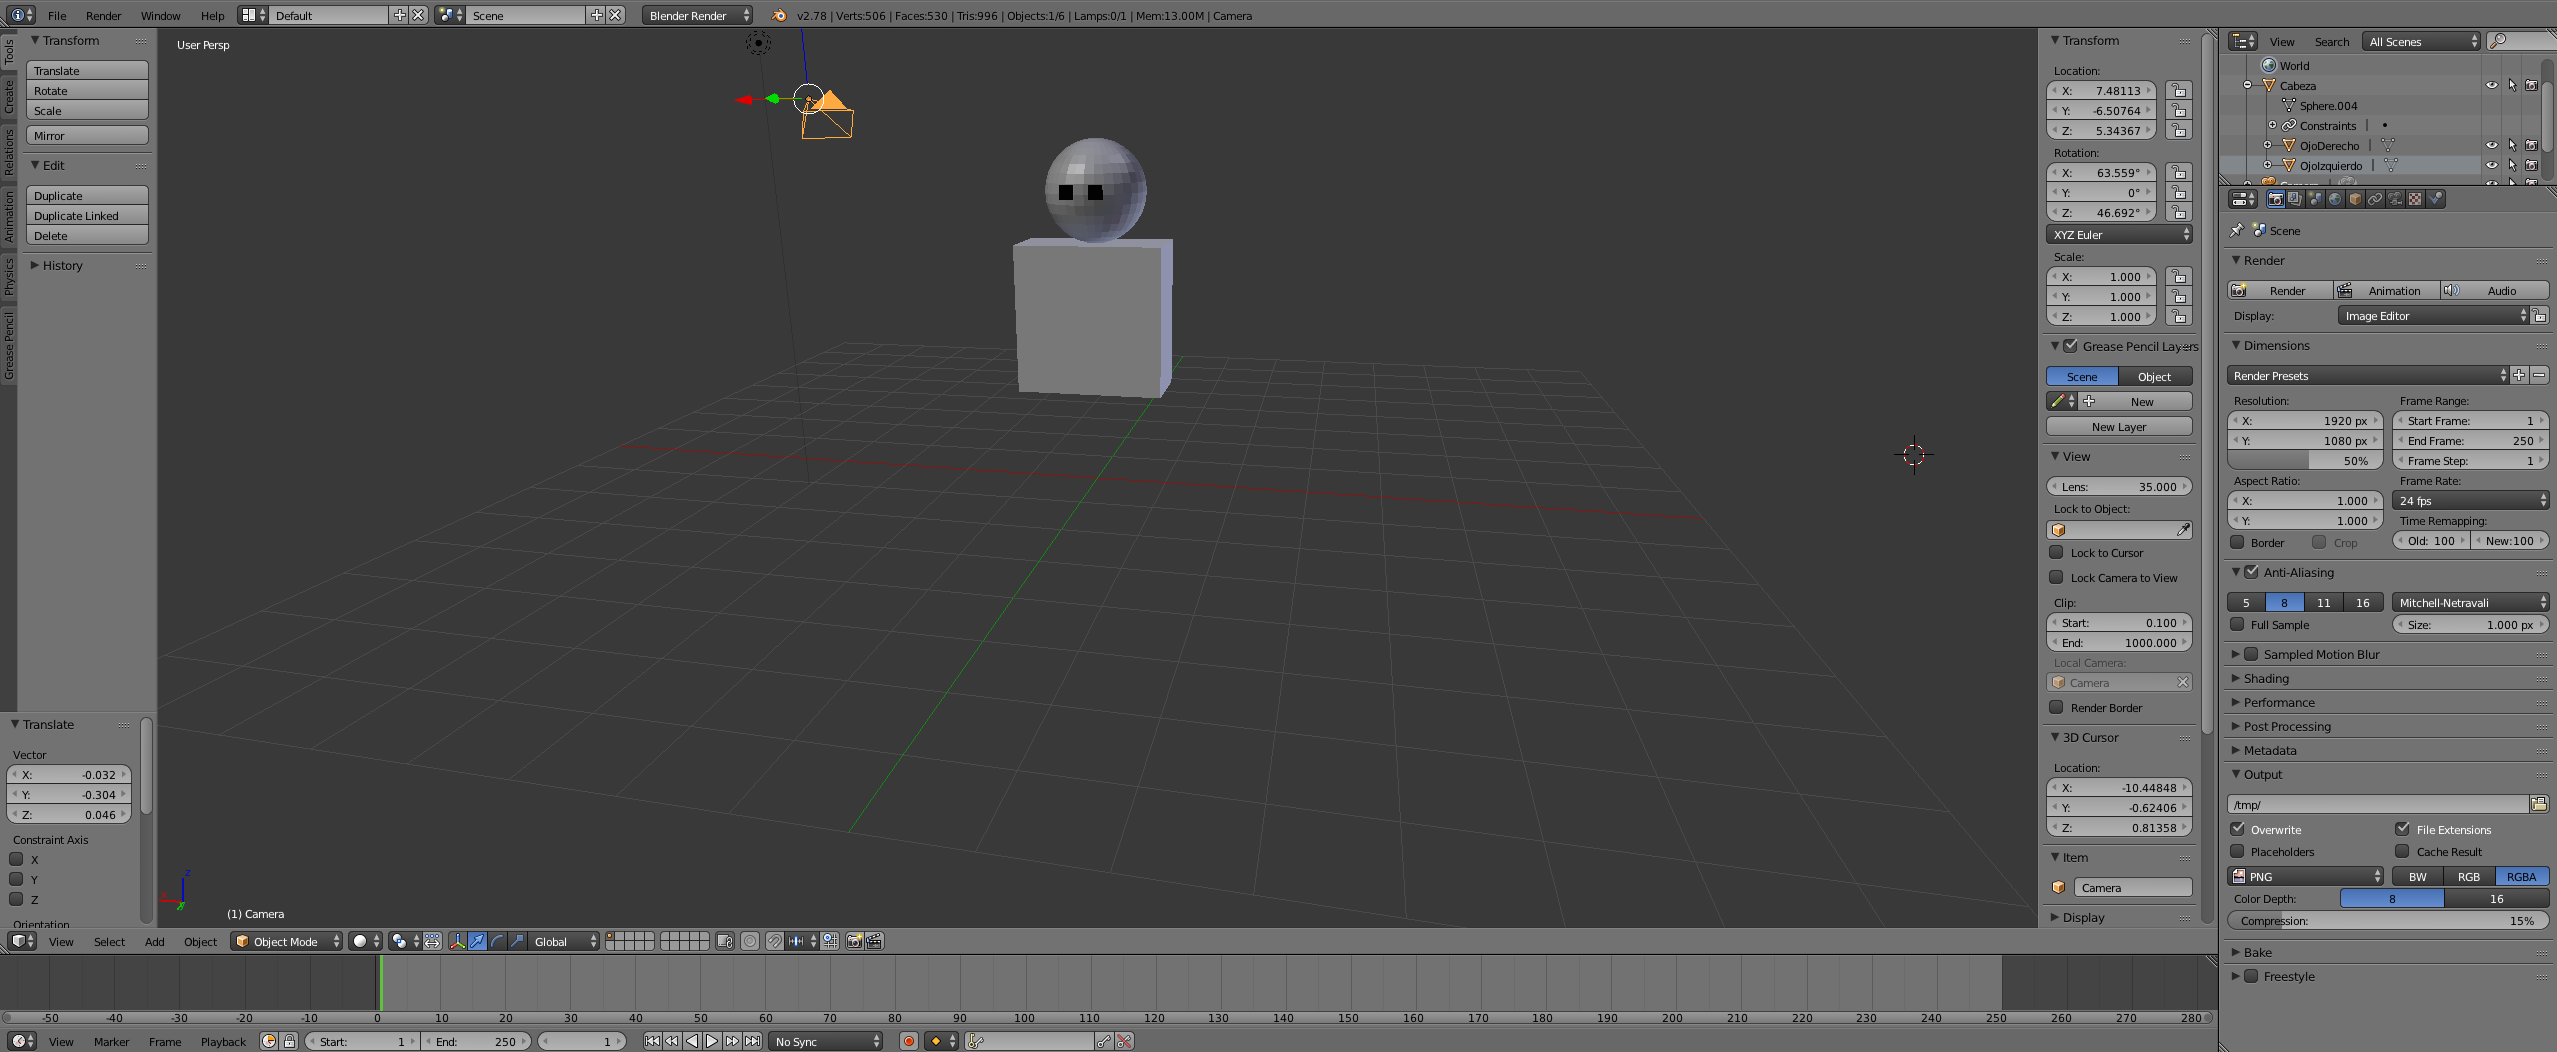 File Render Window Help Default Scene Blender Render v2.78 | Verts:506 | Faces:530 | Tris:996 | Objects:1/6 | Lamps:0/1 | Mem:13.00M | Camera
Tools
Create
Relations
Animation
Physics
Grease Pencil
Transform
Translate
Rotate
Scale
Mirror
Edit
Duplicate
Duplicate Linked
Delete
History
Translate
Vector
X: -0.032
Y: -0.304
Z: 0.046
Constraint Axis
X
Y
Z
Orientation
User Persp
(1) Camera
Transform
Location:
X: 7.48113
Y: -6.50764
Z: 5.34367
Rotation:
X: 63.559°
Y: 0°
Z: 46.692°
XYZ Euler
Scale:
X: 1.000
Y: 1.000
Z: 1.000
Grease Pencil Layers
Scene Object
New
New Layer
View
Lens: 35.000
Lock to Object:
Lock to Cursor
Lock Camera to View
Clip:
Start: 0.100
End: 1000.000
Local Camera:
Camera
Render Border
3D Cursor
Location:
X: -10.44848
Y: -0.62406
Z: 0.81358
Item
Camera
Display
View Search All Scenes
World
Cabeza
Sphere.004
Constraints
OjoDerecho
OjoIzquierdo
Scene
Render
Render Animation Audio
Display: Image Editor
Dimensions
Render Presets
Resolution: Frame Range:
X: 1920 px Start Frame: 1
Y: 1080 px End Frame: 250
50% Frame Step: 1
Aspect Ratio: Frame Rate:
X: 1.000 24 fps
Y: 1.000 Time Remapping:
Border Crop Old: 100 New:100
Anti-Aliasing
5 8 11 16 Mitchell-Netravali
Full Sample Size: 1.000 px
Sampled Motion Blur
Shading
Performance
Post Processing
Metadata
Output
/tmp/
Overwrite File Extensions
Placeholders Cache Result
PNG BW RGB RGBA
Color Depth: 8 16
Compression: 15%
Bake
Freestyle
View Select Add Object Object Mode Global
-50 -40 -30 -20 -10 0 10 20 30 40 50 60 70 80 90 100 110 120 130 140 150 160 170 180 190 200 210 220 230 240 250 260 270 280
View Marker Frame Playback Start: 1 End: 250 1 No Sync
X
Z